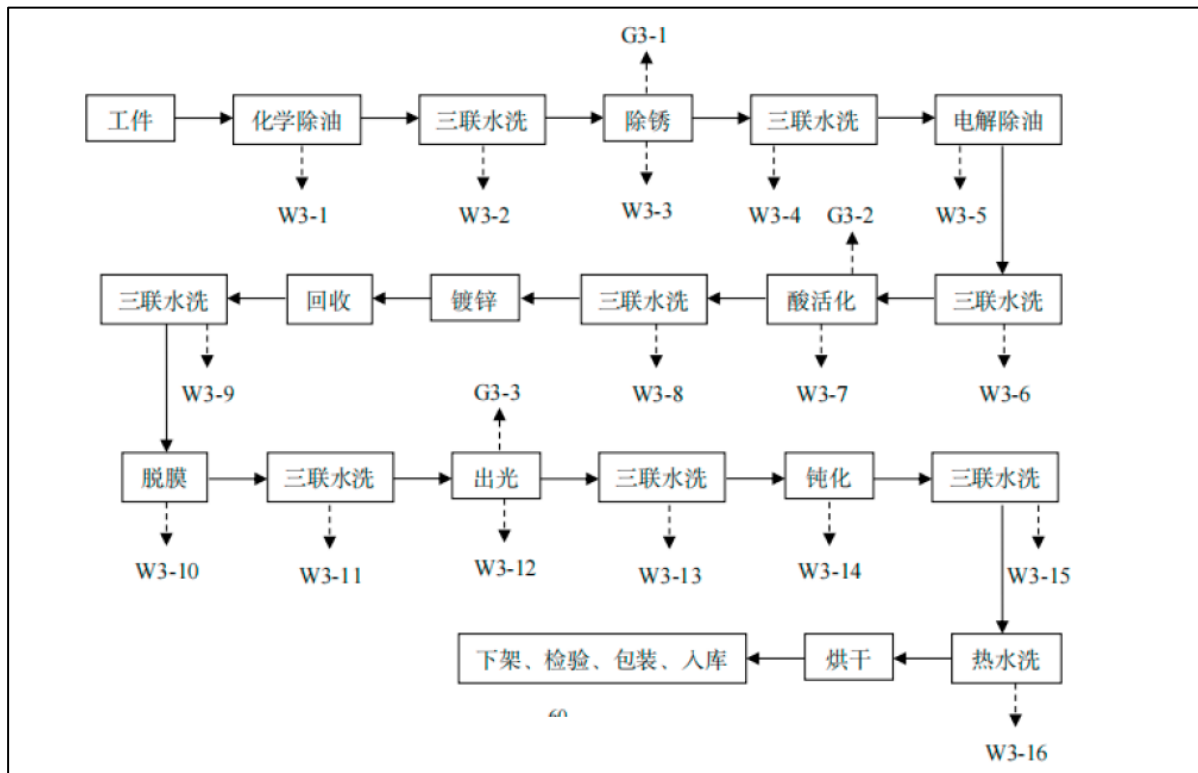 G3-1
工件 化学除油 三联水洗 除锈 三联水洗 电解除油
W3-1 W3-2 W3-3 W3-4 G3-2 W3-5
三联水洗 回收 镀锌 三联水洗 酸活化 三联水洗
W3-9 G3-3 W3-8 W3-7 W3-6
脱膜 三联水洗 出光 三联水洗 钝化 三联水洗
W3-10 W3-11 W3-12 W3-13 W3-14 W3-15
下架、检验、包装、入库 烘干 热水洗
W3-16